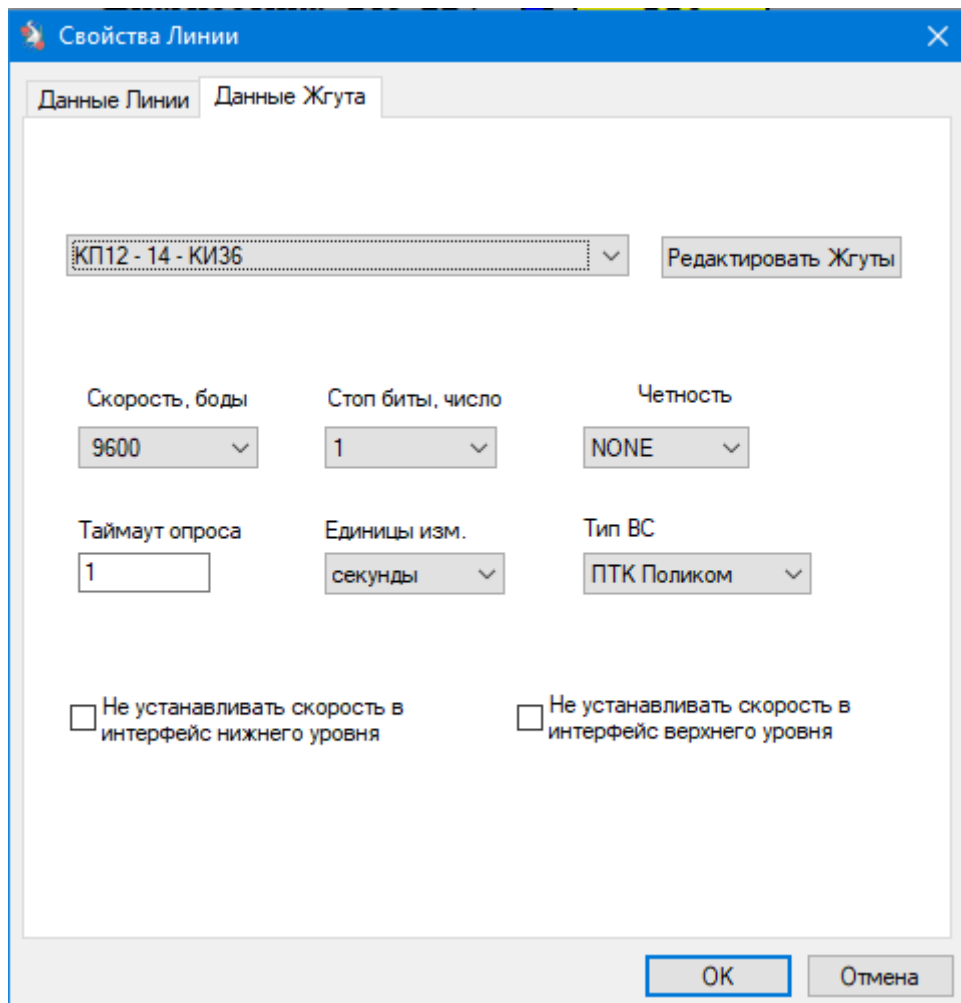 Свойства Линии
Данные Линии
Данные Жгута
КП12 - 14 - КИ36
Редактировать Жгуты
Скорость, боды
Стоп биты, число
Четность
9600
1
NONE
Таймаут опроса
Единицы изм.
Тип ВС
1
секунды
ПТК Поликом
Не устанавливать скорость в
интерфейс нижнего уровня
Не устанавливать скорость в
интерфейс верхнего уровня
OK
Отмена